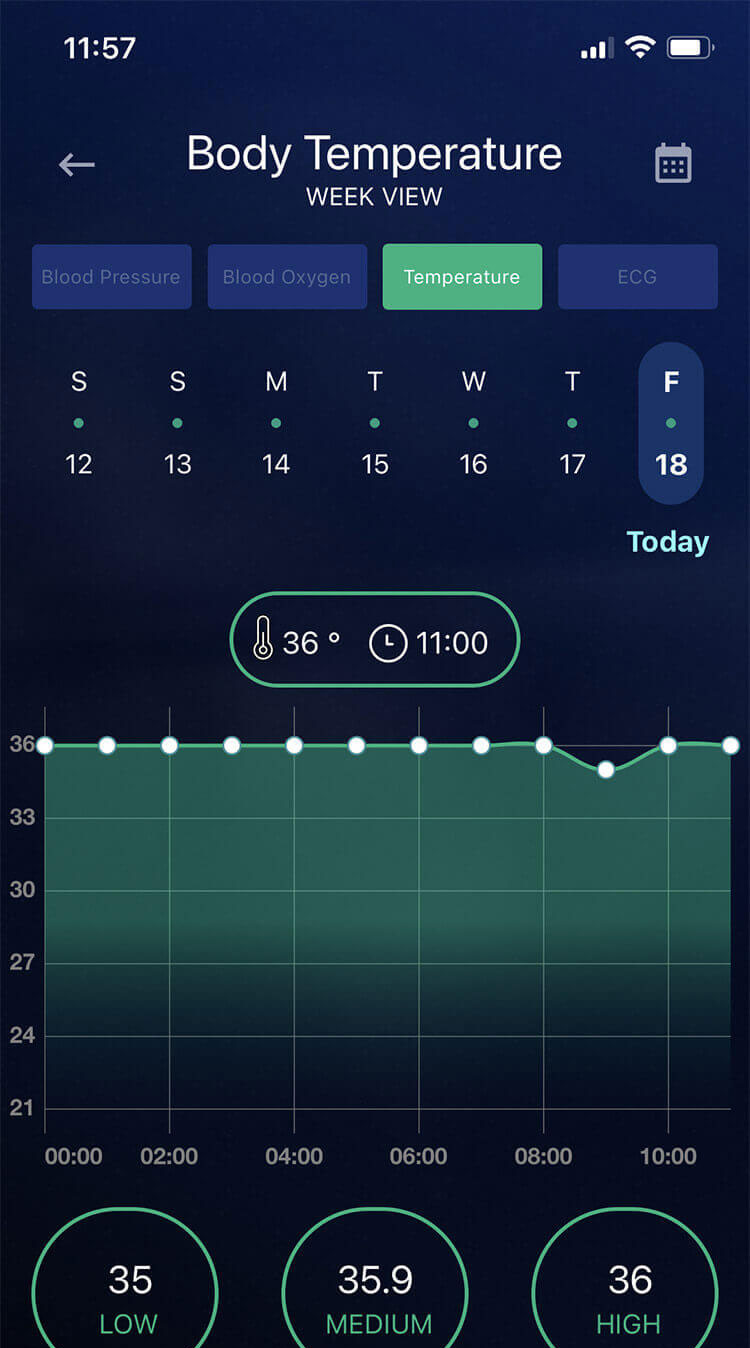 11:57
Body Temperature
WEEK VIEW
Blood Pressure Blood Oxygen Temperature ECG
S S M T W T F
12 13 14 15 16 17 18
Today
36 ° 11:00
36
33
30
27
24
21
00:00 02:00 04:00 06:00 08:00 10:00
35 35.9 36
LOW MEDIUM HIGH